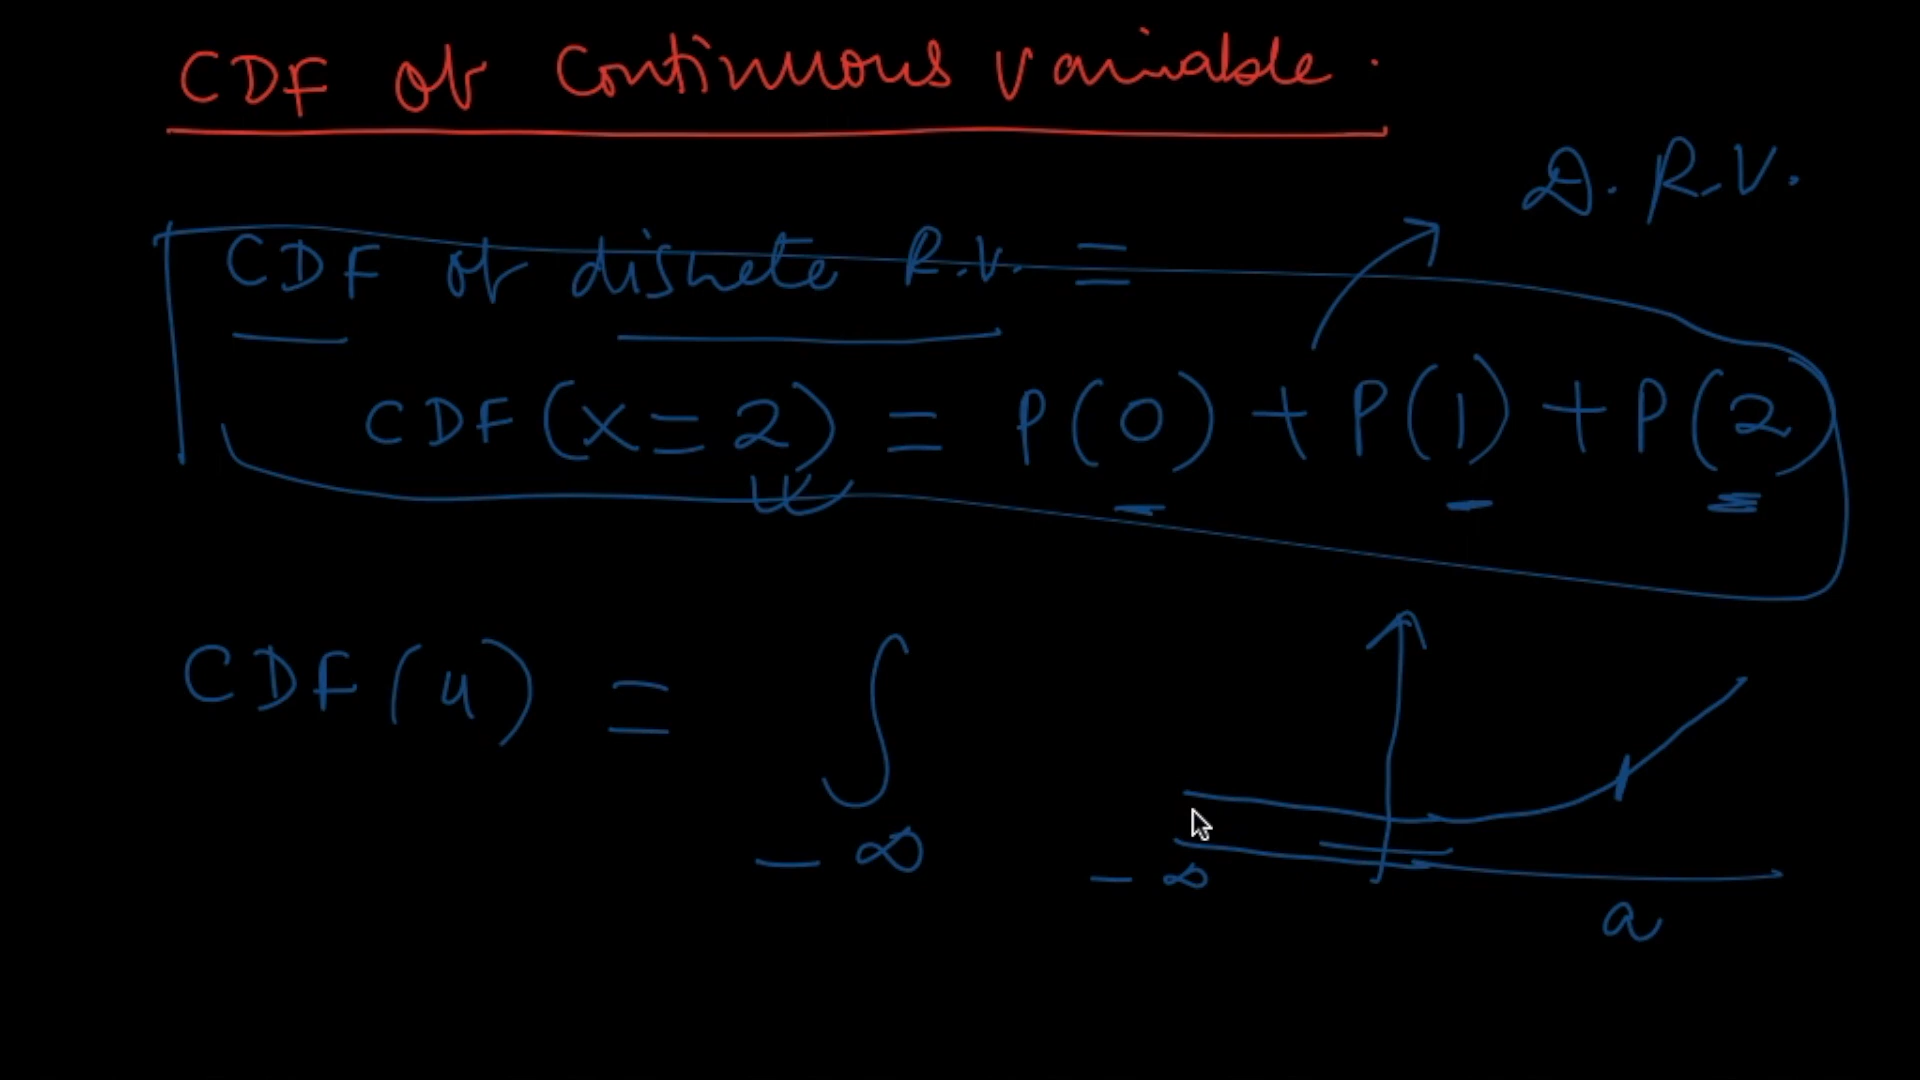 CDF of Continuous Variable.
D. R.V.
CDF of discrete R.V. =
CDF (X=2) = P(0) + P(1) + P(2)
CDF (4) = ∫
- ∞
- ∞
a